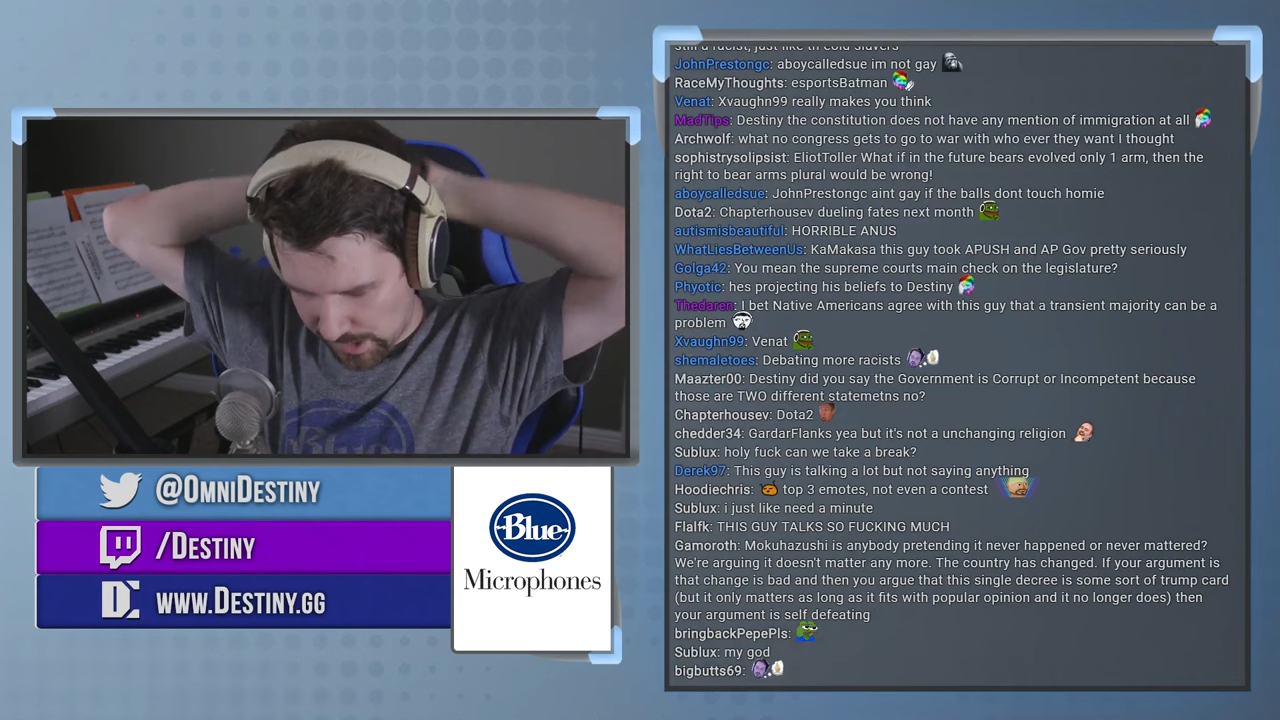 still a racist, just like th cold slavers
JohnPrestongc: aboycalledsue im not gay
RaceMyThoughts: esportsBatman
Venat: Xvaughn99 really makes you think
MadTips: Destiny the constitution does not have any mention of immigration at all
Archwolf: what no congress gets to go to war with who ever they want I thought
sophistrysolipsist: EliotToller What if in the future bears evolved only 1 arm, then the
right to bear arms plural would be wrong!
aboycalledsue: JohnPrestongc aint gay if the balls dont touch homie
Dota2: Chapterhousev dueling fates next month
autismisbeautiful: HORRIBLE ANUS
WhatLiesBetweenUs: KaMakasa this guy took APUSH and AP Gov pretty seriously
Golga42: You mean the supreme courts main check on the legislature?
Phyotic: hes projecting his beliefs to Destiny
Thedaren: I bet Native Americans agree with this guy that a transient majority can be a
problem
Xvaughn99: Venat
shemaletoes: Debating more racists
Maazter00: Destiny did you say the Government is Corrupt or Incompetent because
those are TWO different statemetns no?
Chapterhousev: Dota2
chedder34: GardarFlanks yea but it's not a unchanging religion
Sublux: holy fuck can we take a break?
Derek97: This guy is talking a lot but not saying anything
Hoodiechris: top 3 emotes, not even a contest
Sublux: i just like need a minute
Flalfk: THIS GUY TALKS SO FUCKING MUCH
Gamoroth: Mokuhazushi is anybody pretending it never happened or never mattered?
We're arguing it doesn't matter any more. The country has changed. If your argument is
that change is bad and then you argue that this single decree is some sort of trump card
(but it only matters as long as it fits with popular opinion and it no longer does) then
your argument is self defeating
bringbackPepePls:
Sublux: my god
bigbutts69:
Blue
@OmniDestiny
/Destiny
www.Destiny.gg
Blue
Microphones